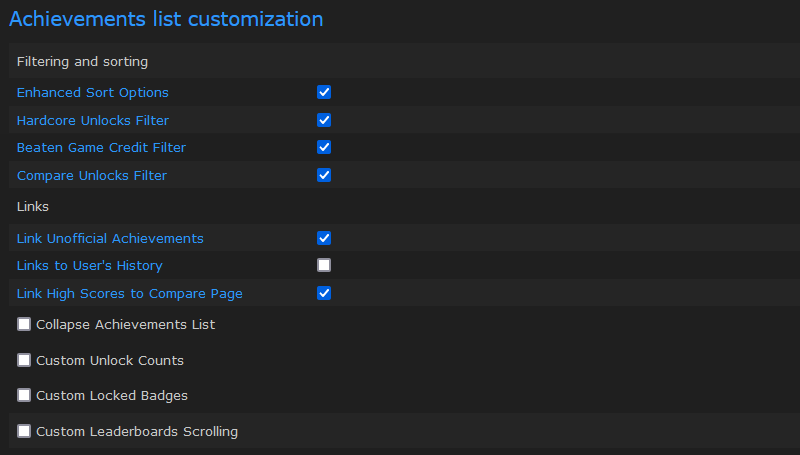 Achievements list customization
Filtering and sorting
Enhanced Sort Options
Hardcore Unlocks Filter
Beaten Game Credit Filter
Compare Unlocks Filter
Links
Link Unofficial Achievements
Links to User's History
Link High Scores to Compare Page
Collapse Achievements List
Custom Unlock Counts
Custom Locked Badges
Custom Leaderboards Scrolling